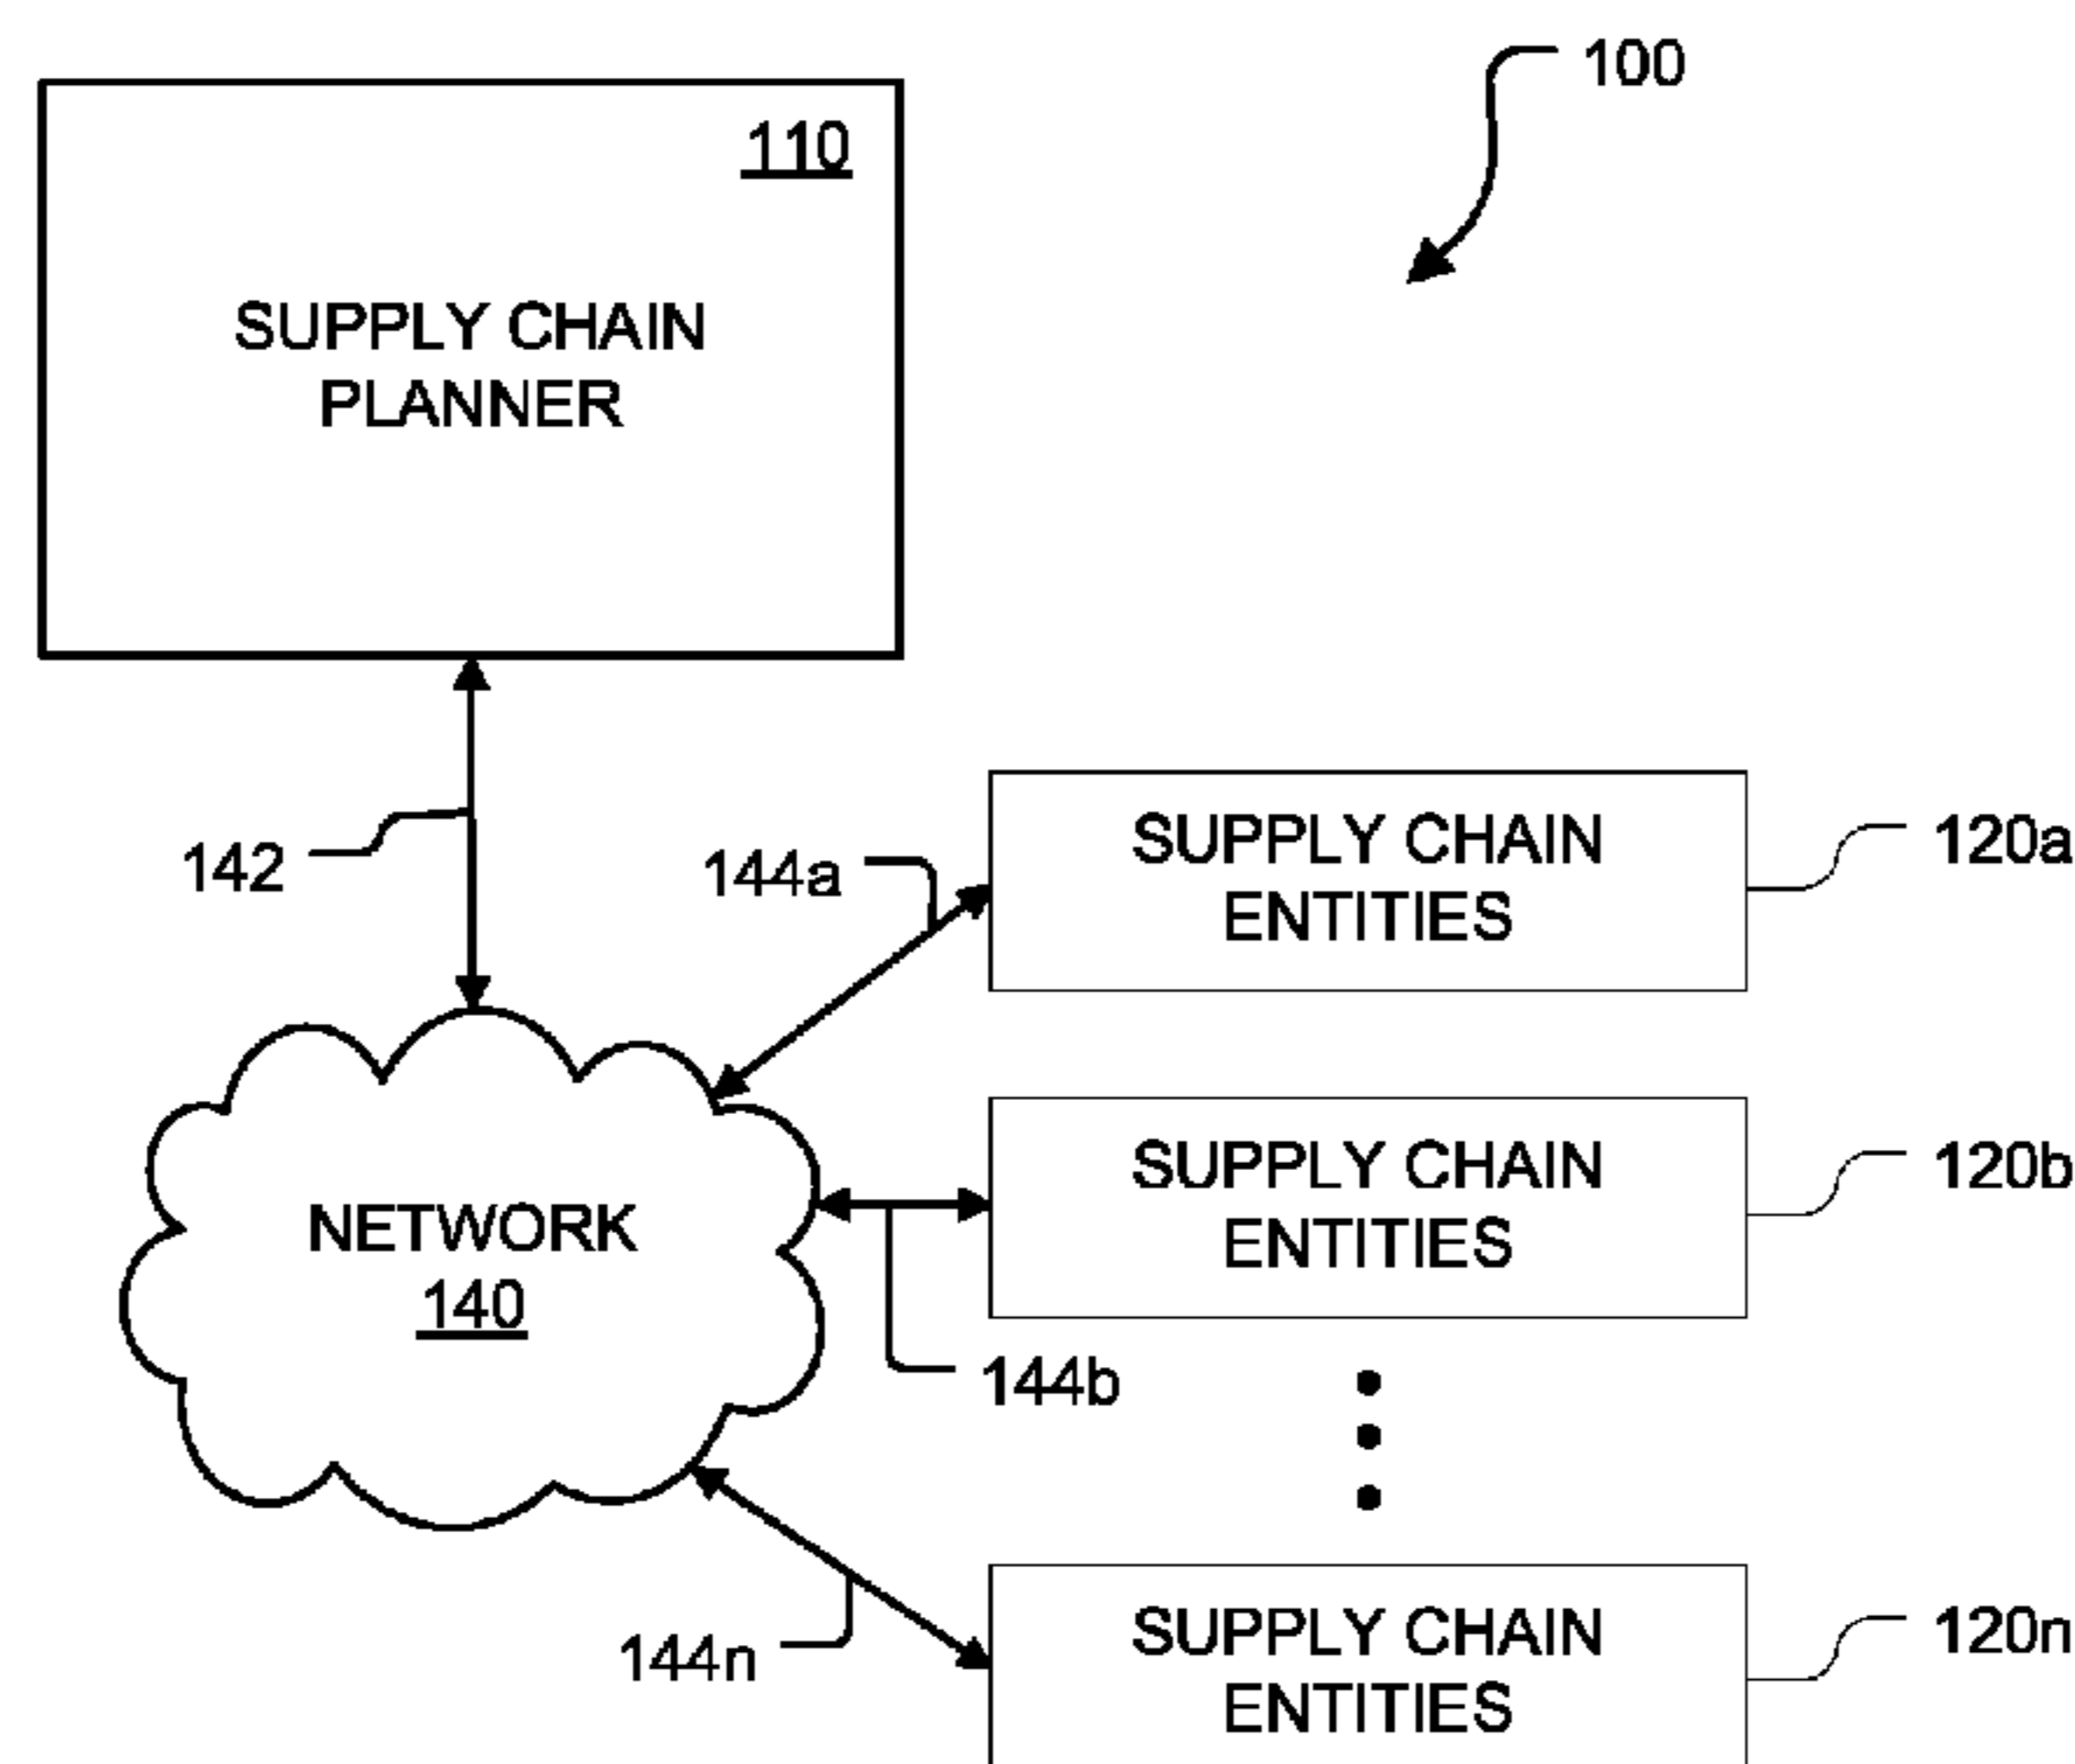 100
110
SUPPLY CHAIN
PLANNER
142
144a
SUPPLY CHAIN
ENTITIES
120a
NETWORK
140
SUPPLY CHAIN
ENTITIES
120b
144b
144n
SUPPLY CHAIN
ENTITIES
120n